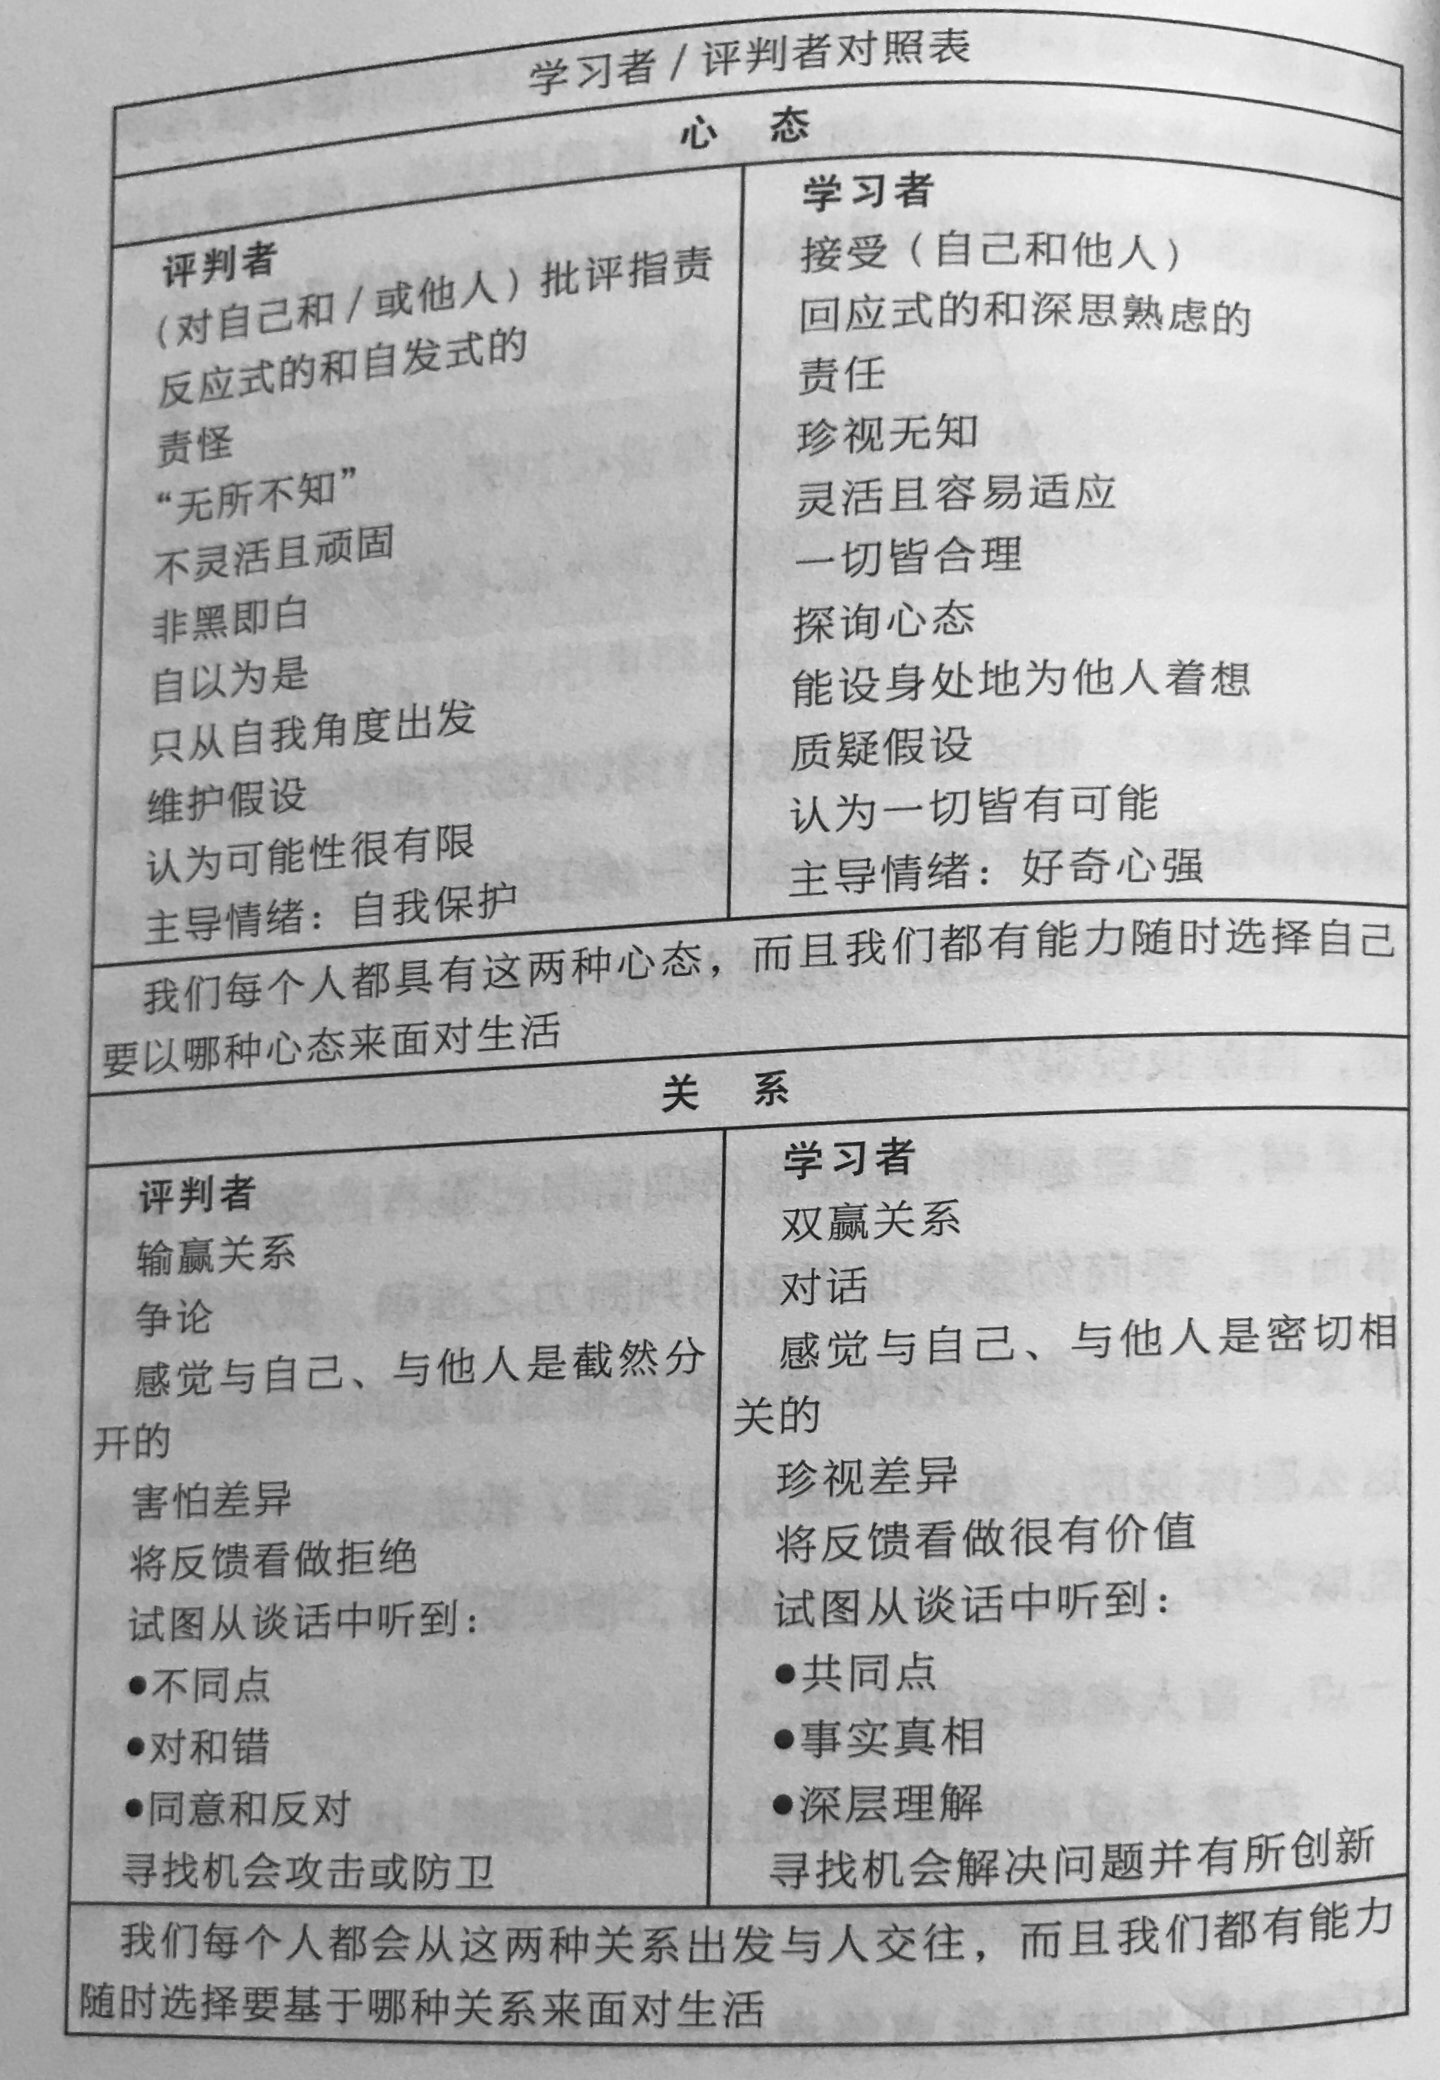 学习者/评判者对照表
心 态
评判者
(对自己和/或他人)批评指责
反应式的和自发式的
责怪
“无所不知”
不灵活且顽固
非黑即白
自以为是
只从自我角度出发
维护假设
认为可能性很有限
主导情绪：自我保护
学习者
接受(自己和他人)
回应式的和深思熟虑的
责任
珍视无知
灵活且容易适应
一切皆合理
探询心态
能设身处地为他人着想
质疑假设
认为一切皆有可能
主导情绪：好奇心强
我们每个人都具有这两种心态，而且我们都有能力随时选择自己
要以哪种心态来面对生活
关 系
评判者
输赢关系
争论
感觉与自己、与他人是截然分
开的
害怕差异
将反馈看做拒绝
试图从谈话中听到：
●不同点
●对和错
●同意和反对
寻找机会攻击或防卫
学习者
双赢关系
对话
感觉与自己、与他人是密切相
关的
珍视差异
将反馈看做很有价值
试图从谈话中听到：
●共同点
●事实真相
●深层理解
寻找机会解决问题并有所创新
我们每个人都会从这两种关系出发与人交往，而且我们都有能力
随时选择要基于哪种关系来面对生活